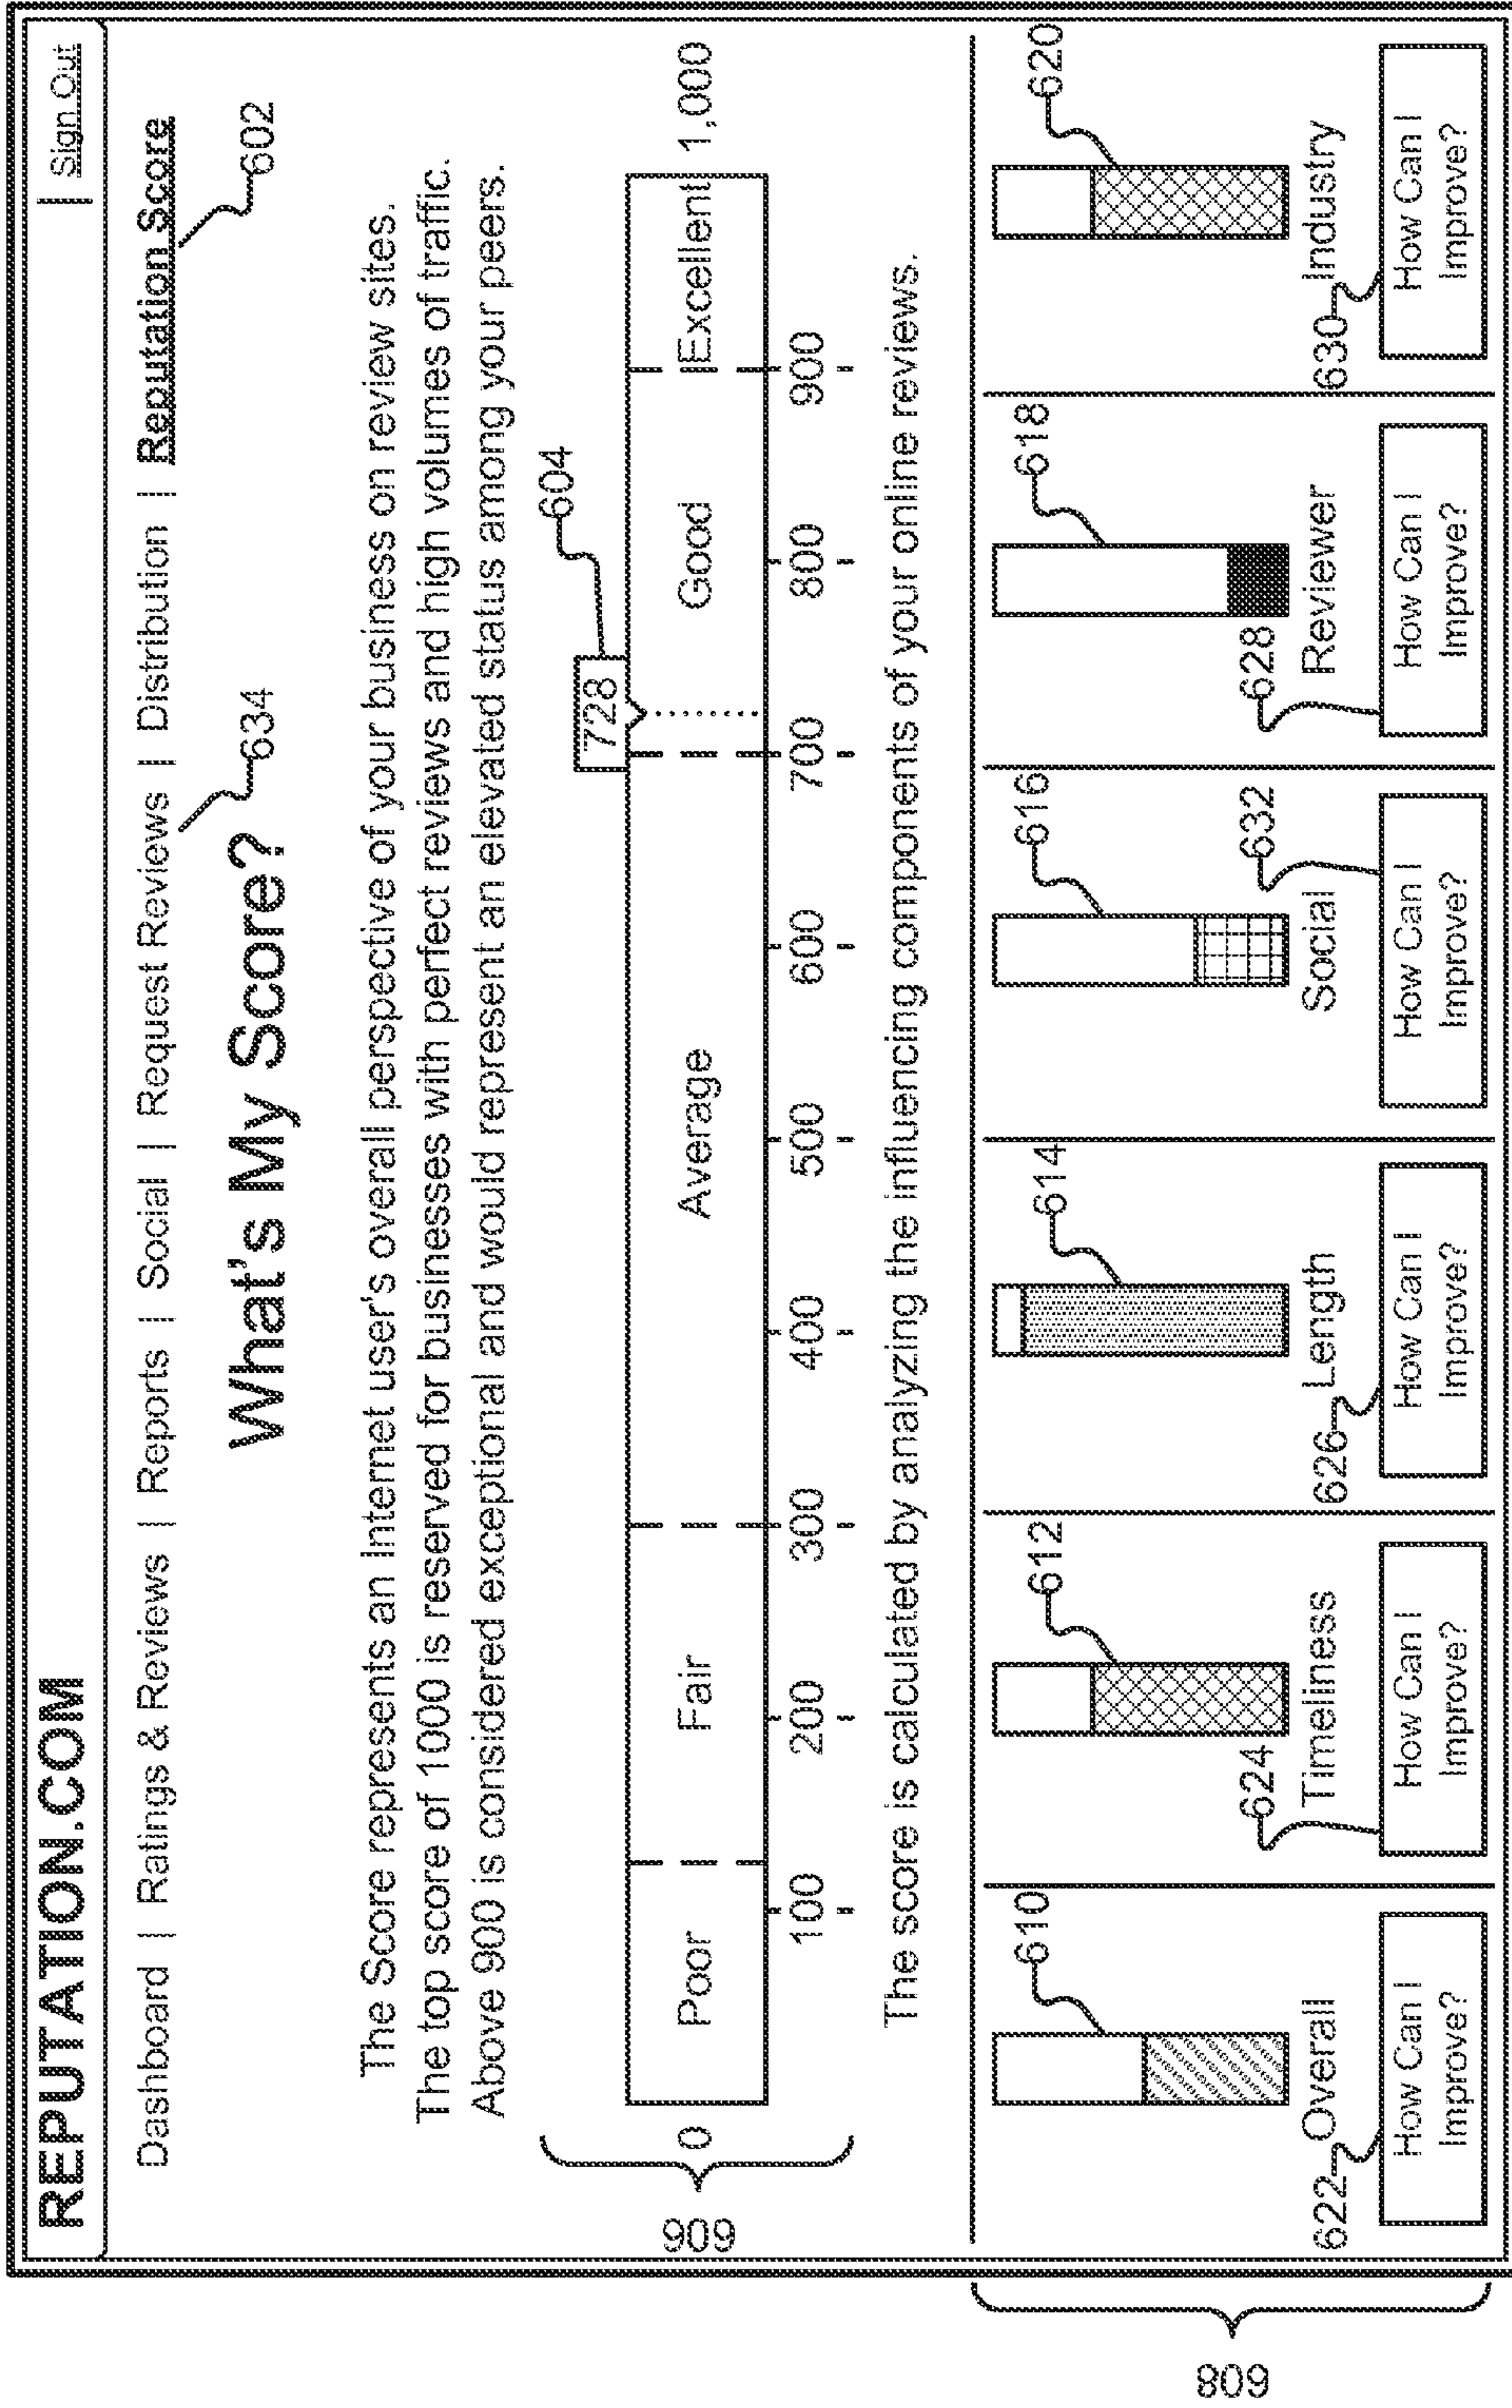 REPUTATION.COM
| Sign Out
Dashboard | Ratings & Reviews | Reports | Social | Request Reviews | Distribution | Reputation Score
634
602
What's My Score?
The Score represents an Internet user's overall perspective of your business on review sites.
The top score of 1000 is reserved for businesses with perfect reviews and high volumes of traffic.
Above 900 is considered exceptional and would represent an elevated status among your peers.
604
728
606
0 Poor Fair Average Good Excellent 1,000
100 200 300 400 500 600 700 800 900
The score is calculated by analyzing the influencing components of your online reviews.
608
610 612 614 616 618 620
622 Overall
624 Timeliness
626 Length
632 Social
628 Reviewer
630 Industry
How Can I
Improve?
How Can I
Improve?
How Can I
Improve?
How Can I
Improve?
How Can I
Improve?
How Can I
Improve?